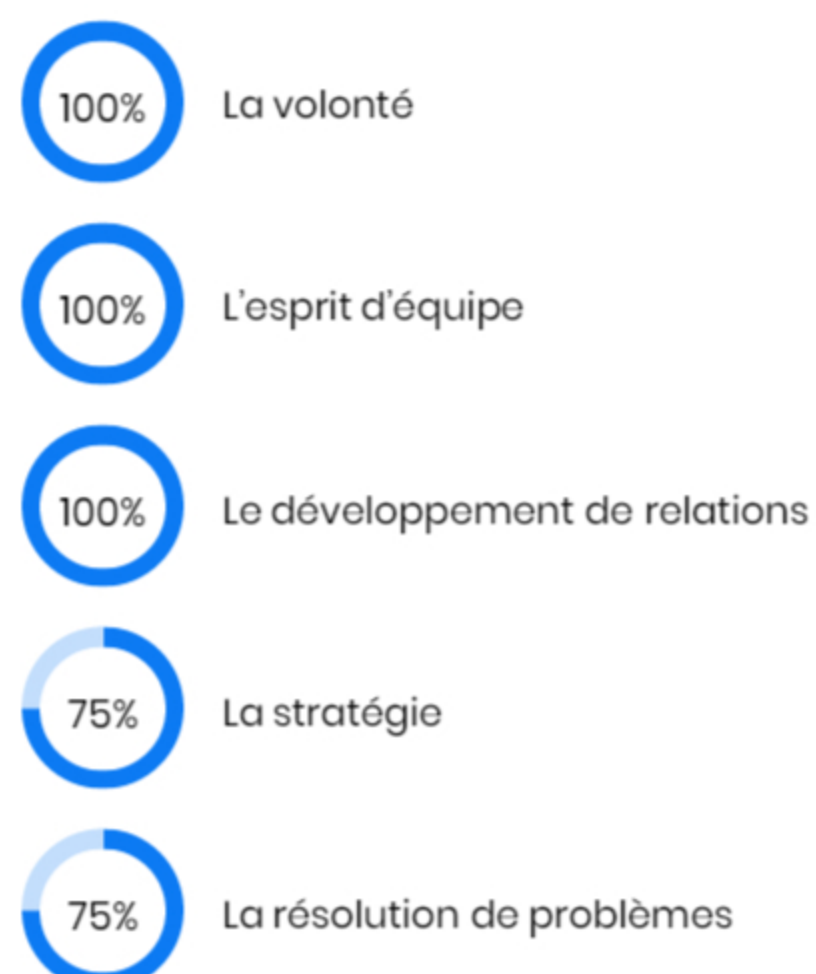 100% La volonté
100% L'esprit d'équipe
100% Le développement de relations
75% La stratégie
75% La résolution de problèmes